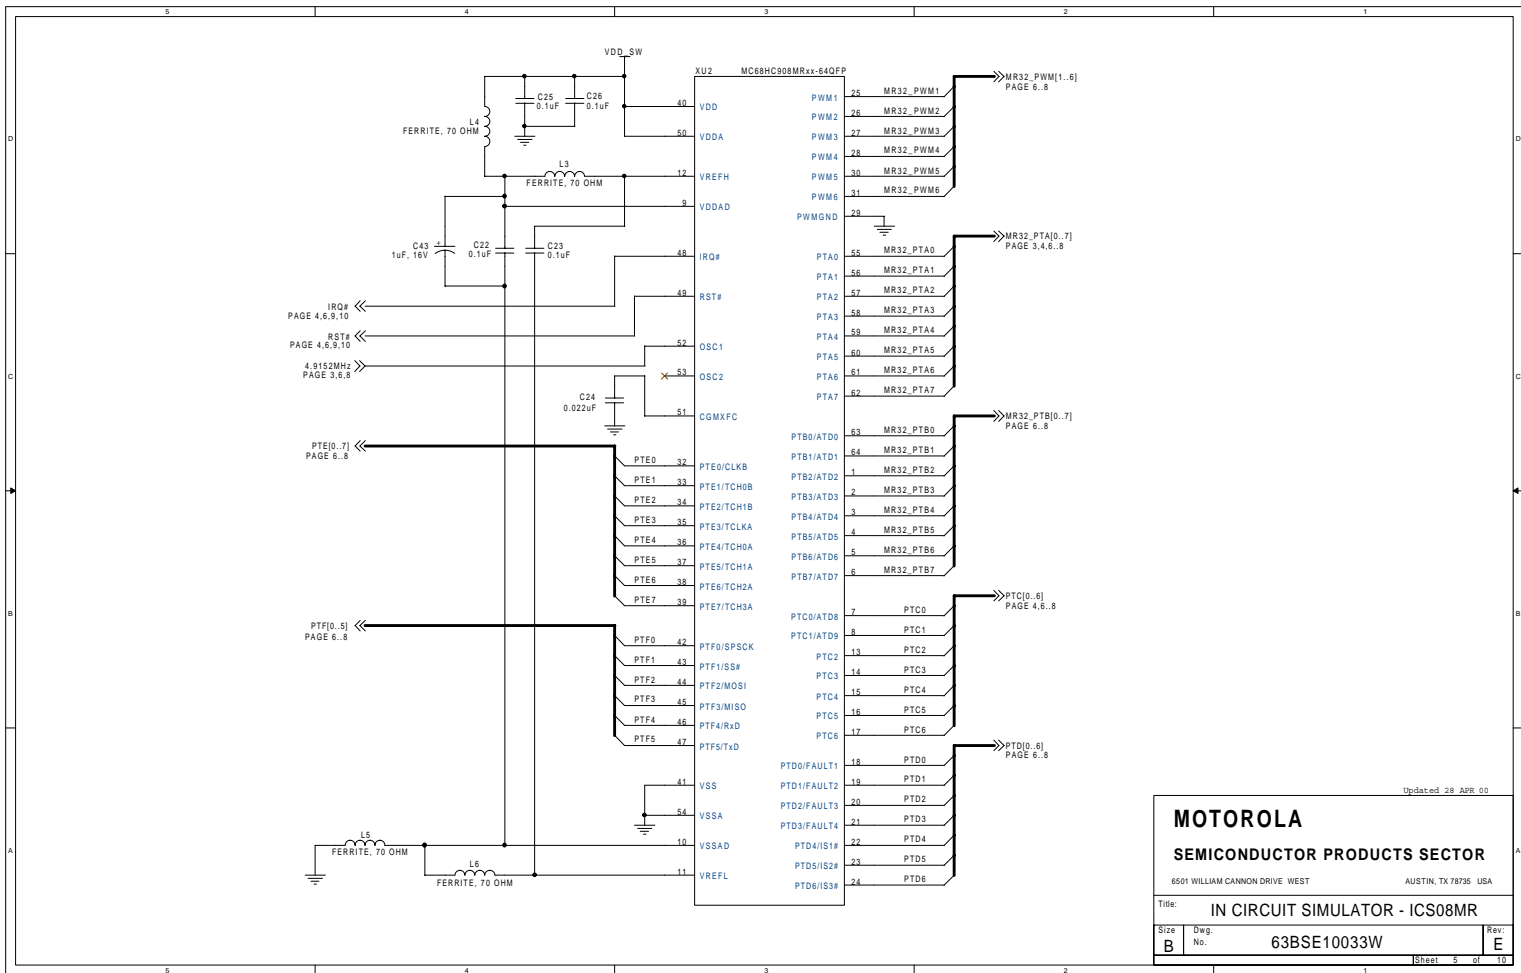 5 4 3 2 1
D
C
B
A
D
C
B
A
VDD_SW
C25
0.1uF
C26
0.1uF
L4
FERRITE, 70 OHM
L3
FERRITE, 70 OHM
C43
+
1uF, 16V
C22
0.1uF
C23
0.1uF
IRQ#
PAGE 4,6,9,10
RST#
PAGE 4,6,9,10
4.9152MHz
PAGE 3,6,8
C24
0.022uF
PTE[0..7]
PAGE 6..8
PTF[0..5]
PAGE 6..8
L5
FERRITE, 70 OHM
L6
FERRITE, 70 OHM
XU2 MC68HC908MRxx-64QFP
40 VDD
50 VDDA
12 VREFH
9 VDDAD
48 IRQ#
49 RST#
52 OSC1
53 OSC2
51 CGMXFC
PTE0 32 PTE0/CLKB
PTE1 33 PTE1/TCH0B
PTE2 34 PTE2/TCH1B
PTE3 35 PTE3/TCLKA
PTE4 36 PTE4/TCH0A
PTE5 37 PTE5/TCH1A
PTE6 38 PTE6/TCH2A
PTE7 39 PTE7/TCH3A
PTF0 42 PTF0/SPSCK
PTF1 43 PTF1/SS#
PTF2 44 PTF2/MOSI
PTF3 45 PTF3/MISO
PTF4 46 PTF4/RxD
PTF5 47 PTF5/TxD
41 VSS
54 VSSA
10 VSSAD
11 VREFL
PWM1 25 MR32_PWM1
PWM2 26 MR32_PWM2
PWM3 27 MR32_PWM3
PWM4 28 MR32_PWM4
PWM5 30 MR32_PWM5
PWM6 31 MR32_PWM6
PWMGND 29
PTA0 55 MR32_PTA0
PTA1 56 MR32_PTA1
PTA2 57 MR32_PTA2
PTA3 58 MR32_PTA3
PTA4 59 MR32_PTA4
PTA5 60 MR32_PTA5
PTA6 61 MR32_PTA6
PTA7 62 MR32_PTA7
PTB0/ATD0 63 MR32_PTB0
PTB1/ATD1 64 MR32_PTB1
PTB2/ATD2 1 MR32_PTB2
PTB3/ATD3 2 MR32_PTB3
PTB4/ATD4 3 MR32_PTB4
PTB5/ATD5 4 MR32_PTB5
PTB6/ATD6 5 MR32_PTB6
PTB7/ATD7 6 MR32_PTB7
PTC0/ATD8 7 PTC0
PTC1/ATD9 8 PTC1
PTC2 13 PTC2
PTC3 14 PTC3
PTC4 15 PTC4
PTC5 16 PTC5
PTC6 17 PTC6
PTD0/FAULT1 18 PTD0
PTD1/FAULT2 19 PTD1
PTD2/FAULT3 20 PTD2
PTD3/FAULT4 21 PTD3
PTD4/IS1# 22 PTD4
PTD5/IS2# 23 PTD5
PTD6/IS3# 24 PTD6
MR32_PWM[1..6]
PAGE 6..8
MR32_PTA[0..7]
PAGE 3,4,6..8
MR32_PTB[0..7]
PAGE 6..8
PTC[0..6]
PAGE 4,6..8
PTD[0..6]
PAGE 6..8
Updated 28 APR 00
MOTOROLA
SEMICONDUCTOR PRODUCTS SECTOR
6501 WILLIAM CANNON DRIVE WEST AUSTIN, TX 78735 USA
Title: IN CIRCUIT SIMULATOR - ICS08MR
Size B Dwg. No. 63BSE10033W Rev: E
Sheet 5 of 10
5 4 3 2 1